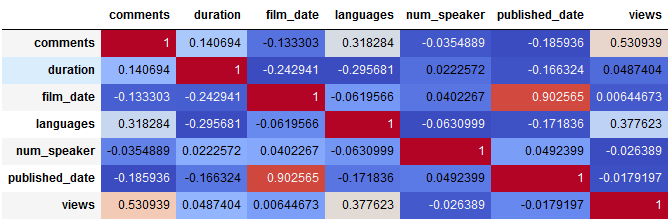 comments duration film_date languages num_speaker published_date views
comments 1 0.140694 -0.133303 0.318284 -0.0354889 -0.185936 0.530939
duration 0.140694 1 -0.242941 -0.295681 0.0222572 -0.166324 0.0487404
film_date -0.133303 -0.242941 1 -0.0619566 0.0402267 0.902565 0.00644673
languages 0.318284 -0.295681 -0.0619566 1 -0.0630999 -0.171836 0.377623
num_speaker -0.0354889 0.0222572 0.0402267 -0.0630999 1 0.0492399 -0.026389
published_date -0.185936 -0.166324 0.902565 -0.171836 0.0492399 1 -0.0179197
views 0.530939 0.0487404 0.00644673 0.377623 -0.026389 -0.0179197 1